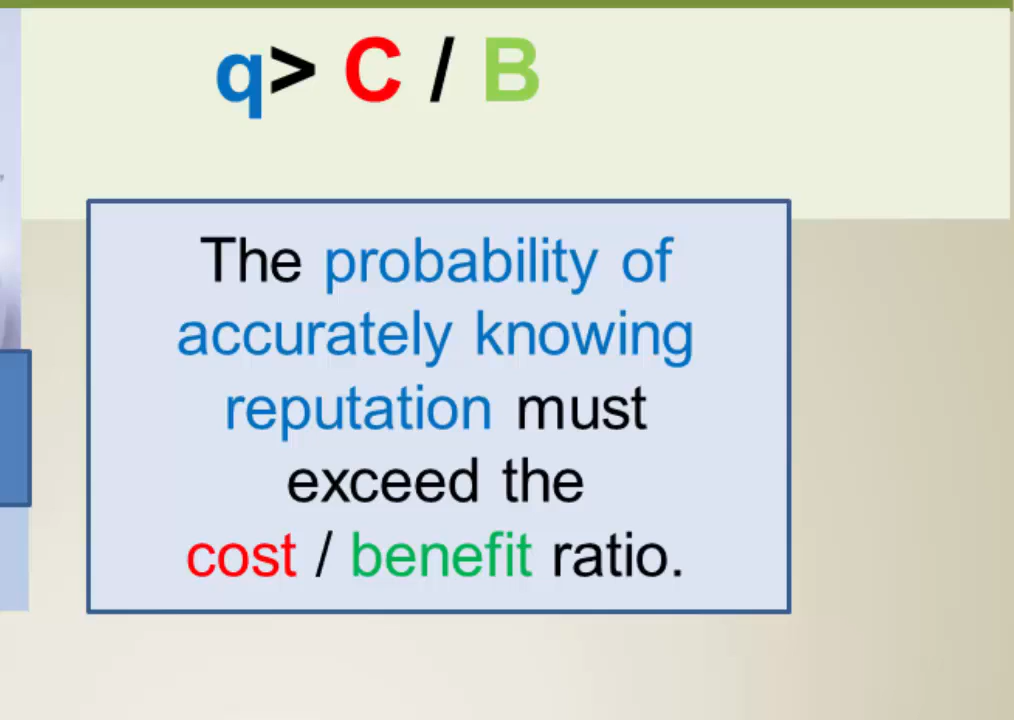 q> C / B
The probability of
accurately knowing
reputation must
exceed the
cost / benefit ratio.